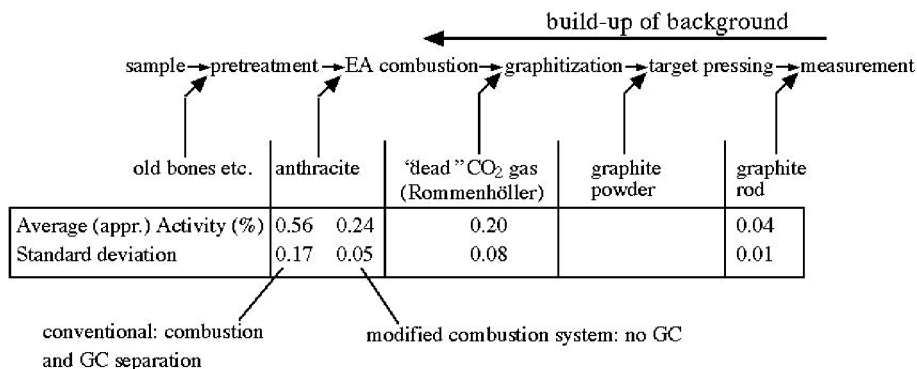 build-up of background
sample→pretreatment→EA combustion→graphitization→target pressing→measurement
old bones etc. anthracite "dead" CO₂ gas graphite graphite
(Rommenhöller) powder rod
Average (appr.) Activity (%) 0.56 0.24 0.20 0.04
Standard deviation 0.17 0.05 0.08 0.01
conventional: combustion modified combustion system: no GC
and GC separation